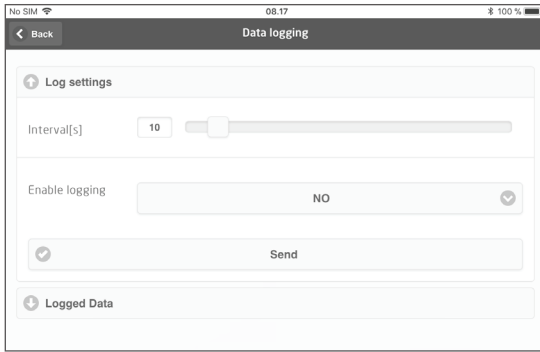 No SIM 08.17 100 %
Back Data logging
Log settings
Interval[s] 10
Enable logging NO
Send
Logged Data